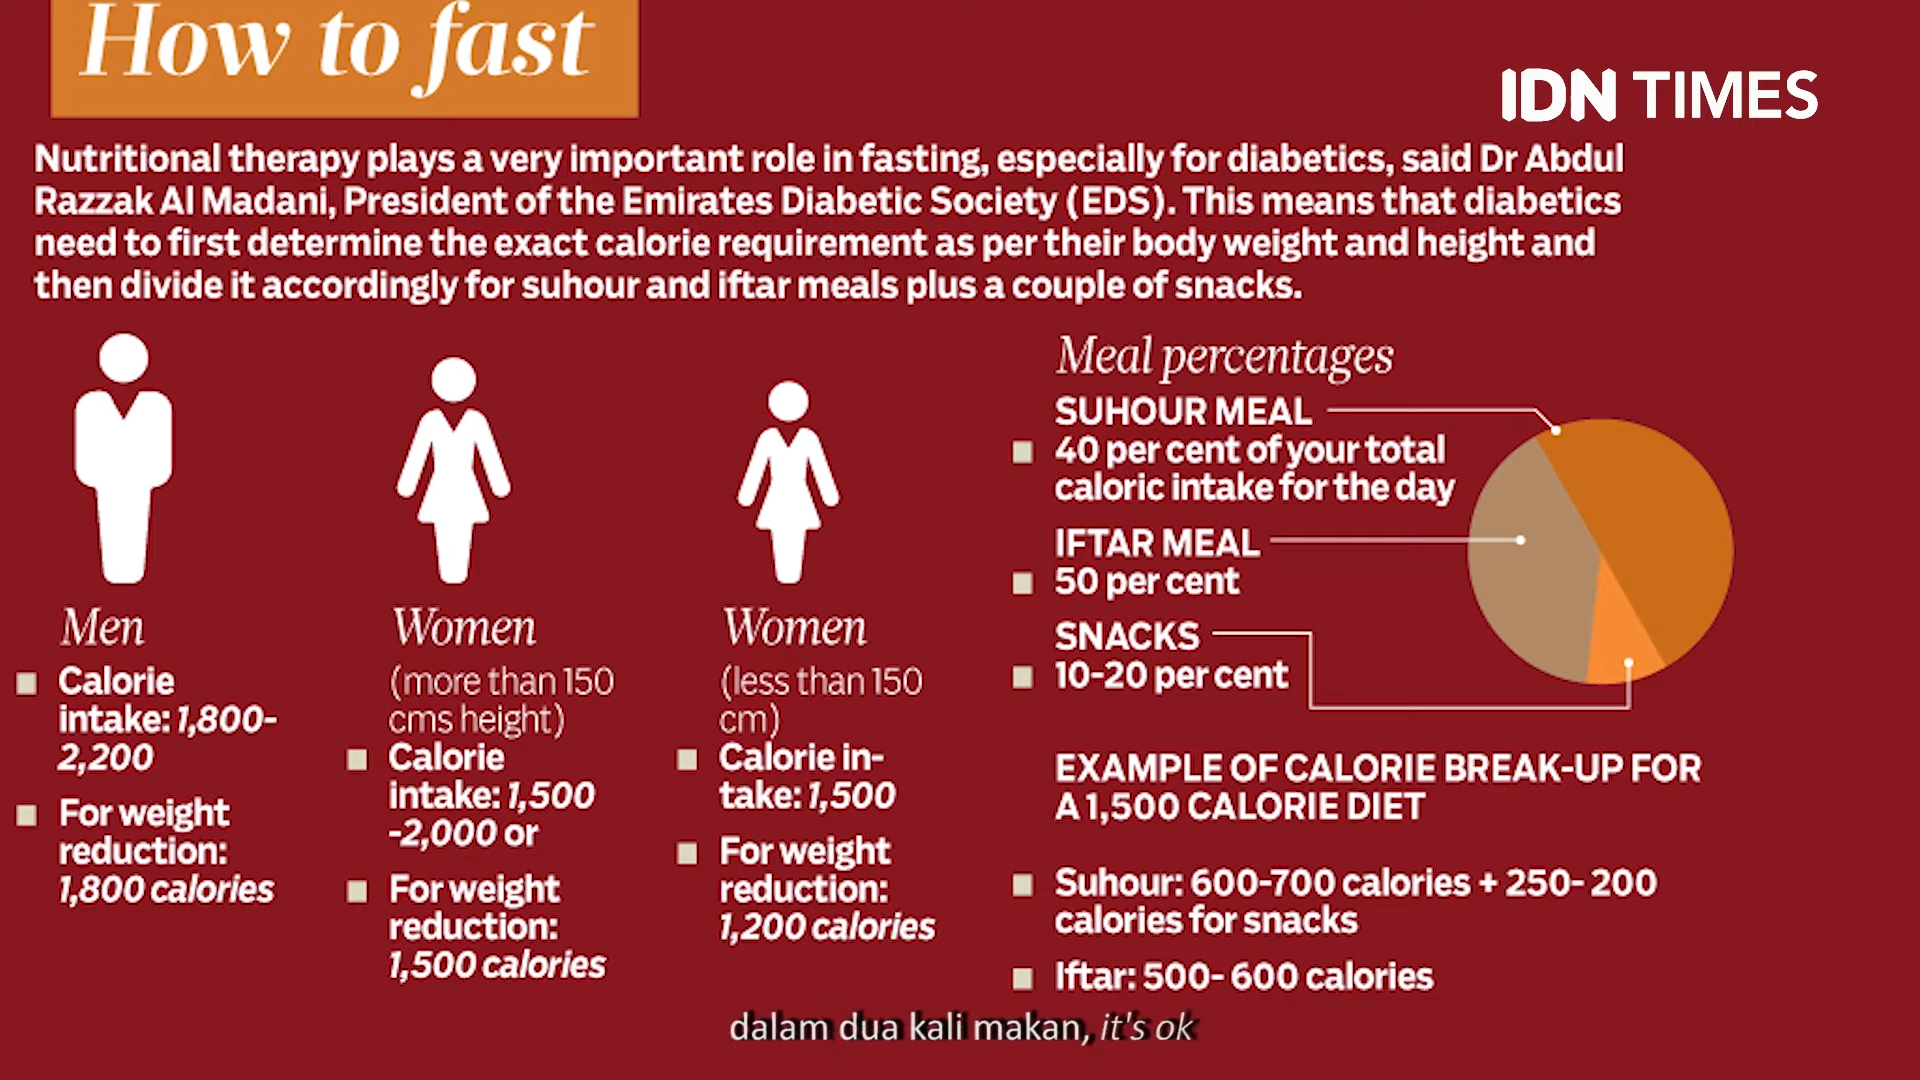 How to fast
IDN TIMES
Nutritional therapy plays a very important role in fasting, especially for diabetics, said Dr Abdul
Razzak Al Madani, President of the Emirates Diabetic Society (EDS). This means that diabetics
need to first determine the exact calorie requirement as per their body weight and height and
then divide it accordingly for suhour and iftar meals plus a couple of snacks.
Men
Calorie
intake: 1,800-
2,200
For weight
reduction:
1,800 calories
Women
(more than 150
cms height)
Calorie
intake: 1,500
-2,000 or
For weight
reduction:
1,500 calories
Women
(less than 150
cm)
Calorie in-
take: 1,500
For weight
reduction:
1,200 calories
Meal percentages
SUHOUR MEAL
40 per cent of your total
caloric intake for the day
IFTAR MEAL
50 per cent
SNACKS
10-20 per cent
EXAMPLE OF CALORIE BREAK-UP FOR
A 1,500 CALORIE DIET
Suhour: 600-700 calories + 250- 200
calories for snacks
Iftar: 500- 600 calories
dalam dua kali makan, it's ok